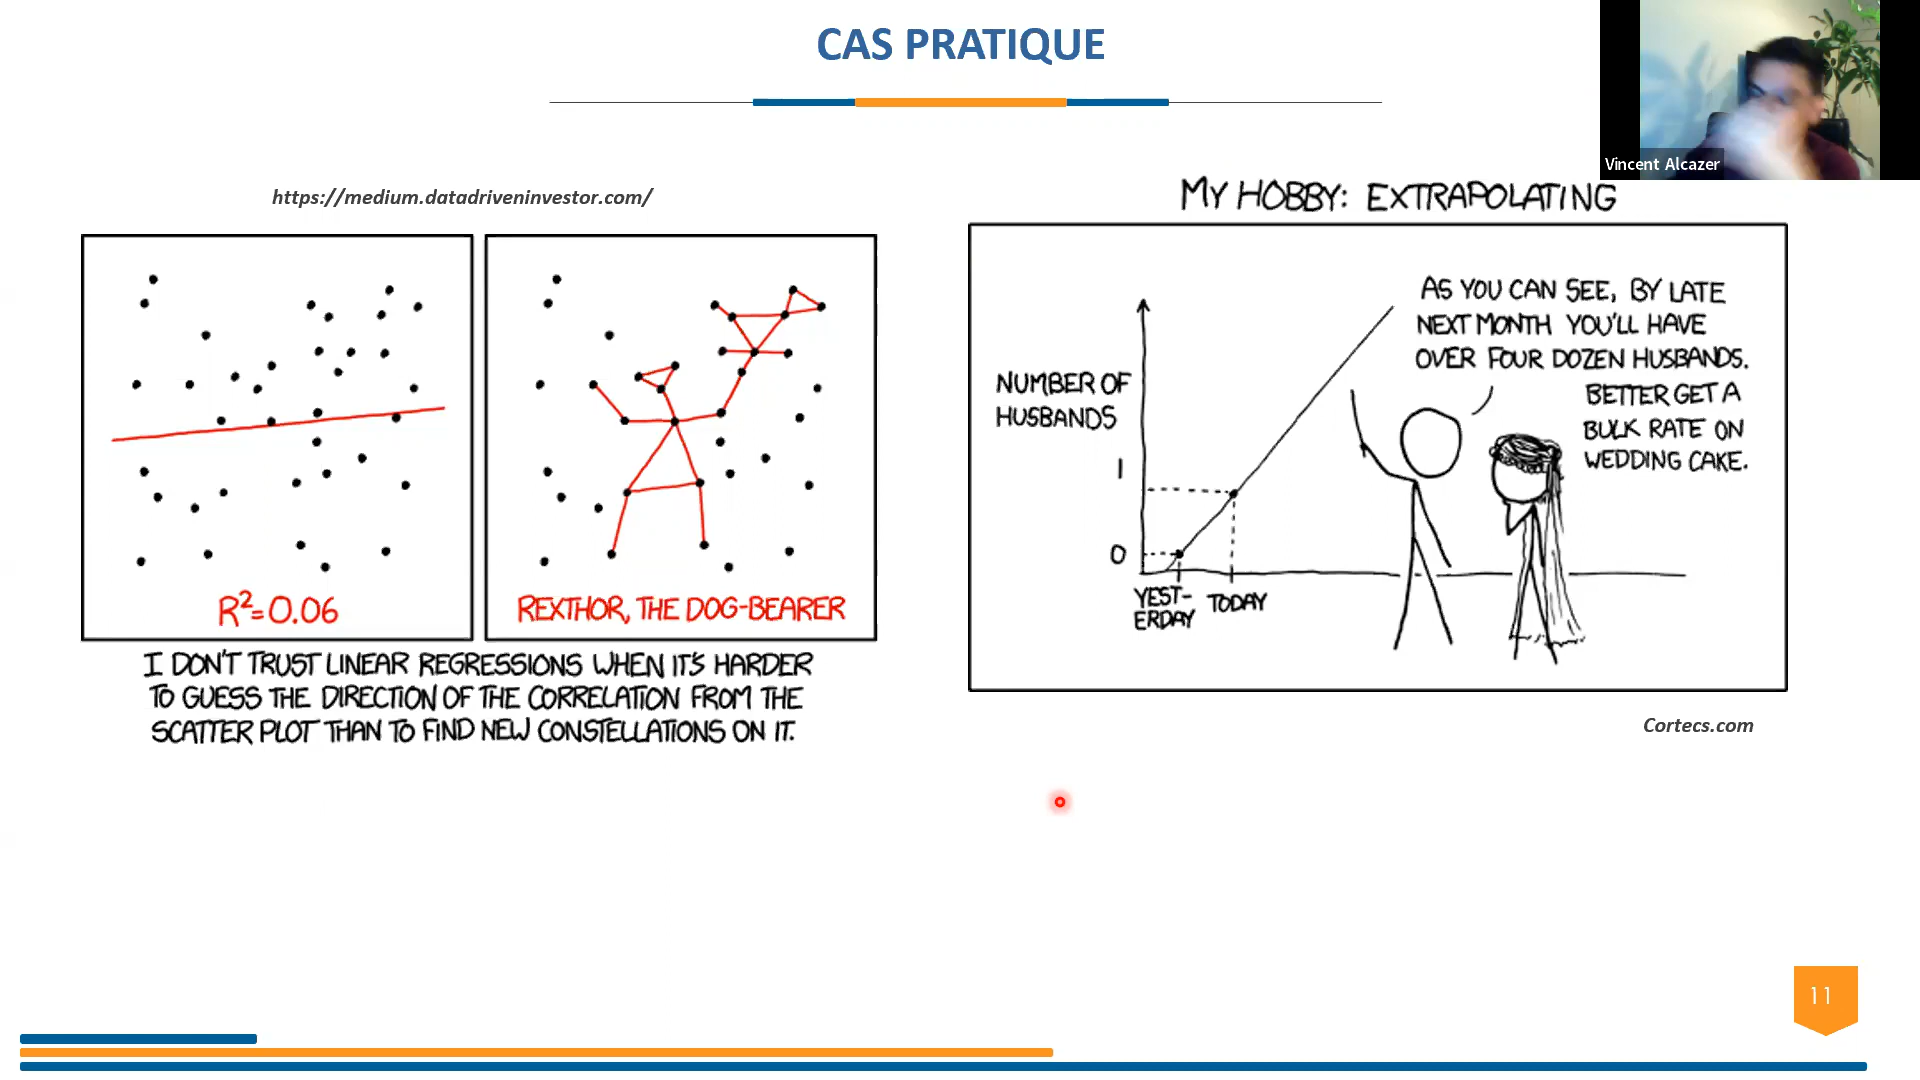 CAS PRATIQUE
Vincent Alcazer
https://medium.datadriveninvestor.com/
R²=0.06
REXTHOR, THE DOG-BEARER
I DON'T TRUST LINEAR REGRESSIONS WHEN IT'S HARDER
TO GUESS THE DIRECTION OF THE CORRELATION FROM THE
SCATTER PLOT THAN TO FIND NEW CONSTELLATIONS ON IT.
MY HOBBY: EXTRAPOLATING
AS YOU CAN SEE, BY LATE
NEXT MONTH YOU'LL HAVE
OVER FOUR DOZEN HUSBANDS.
BETTER GET A
BULK RATE ON
WEDDING CAKE.
NUMBER OF
HUSBANDS
1
0
YEST-
ERDAY
TODAY
Cortecs.com
11